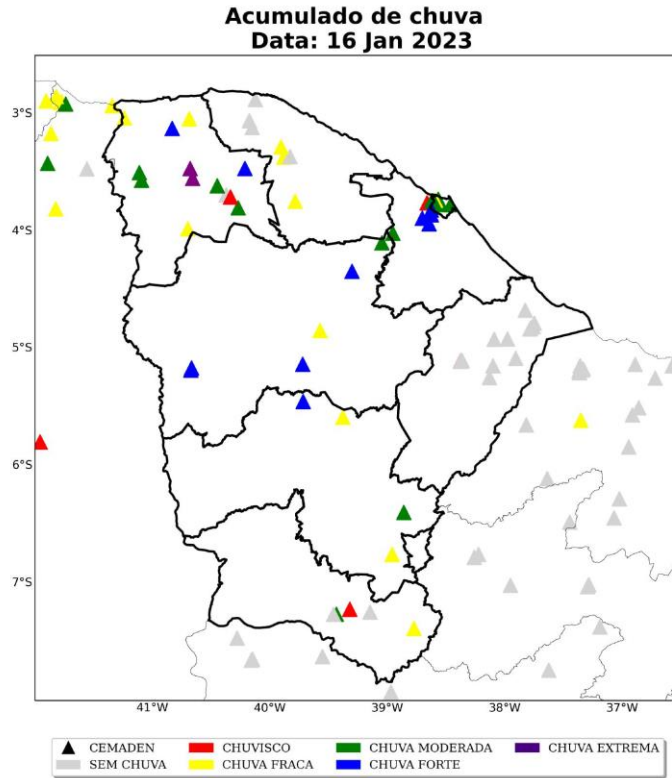 Acumulado de chuva
Data: 16 Jan 2023
3°S
4°S
5°S
6°S
7°S
41°W
40°W
39°W
38°W
37°W
CEMADEN
CHUVISCO
CHUVA MODERADA
CHUVA EXTREMA
SEM CHUVA
CHUVA FRACA
CHUVA FORTE